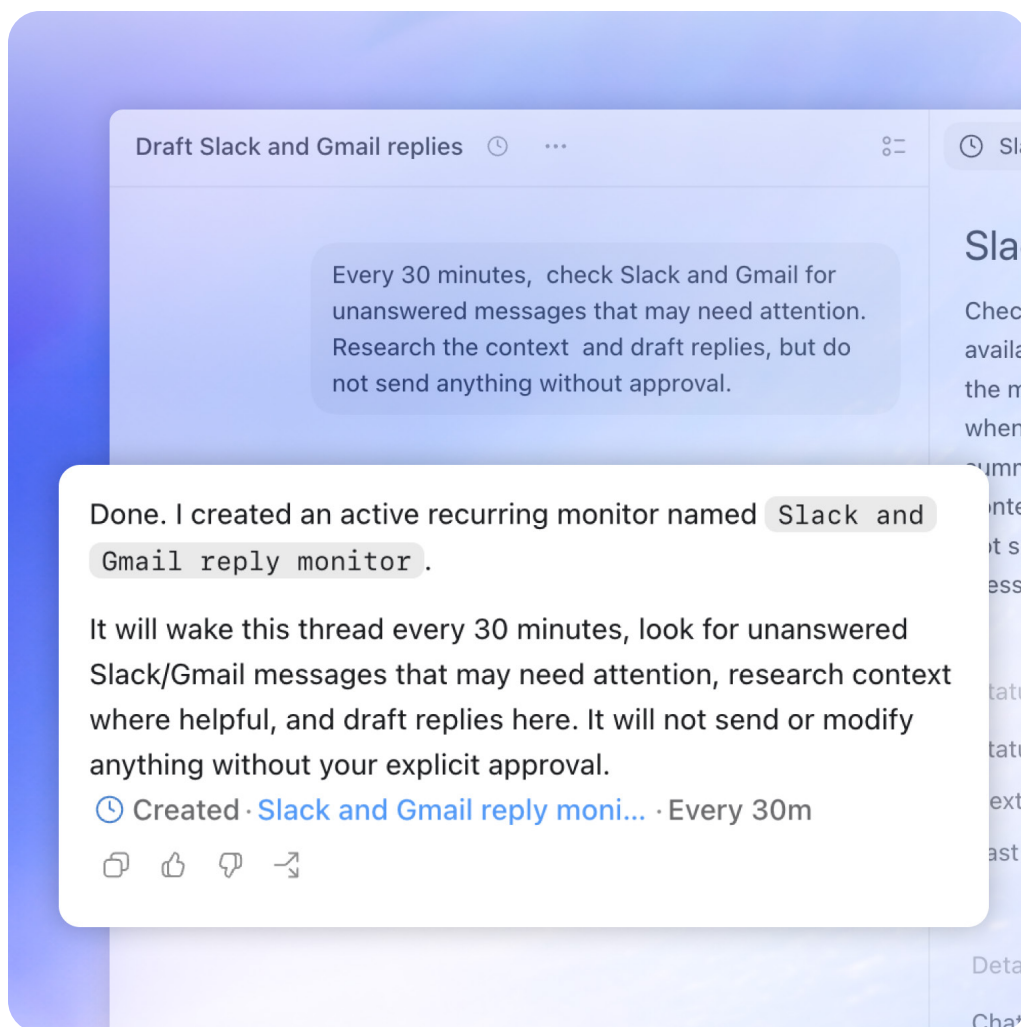 Draft Slack and Gmail replies
Every 30 minutes,  check Slack and Gmail for
unanswered messages that may need attention.
Research the context  and draft replies, but do
not send anything without approval.
Done. I created an active recurring monitor named Slack and
Gmail reply monitor.
It will wake this thread every 30 minutes, look for unanswered
Slack/Gmail messages that may need attention, research context
where helpful, and draft replies here. It will not send or modify
anything without your explicit approval.
Created · Slack and Gmail reply moni... · Every 30m
the m
when